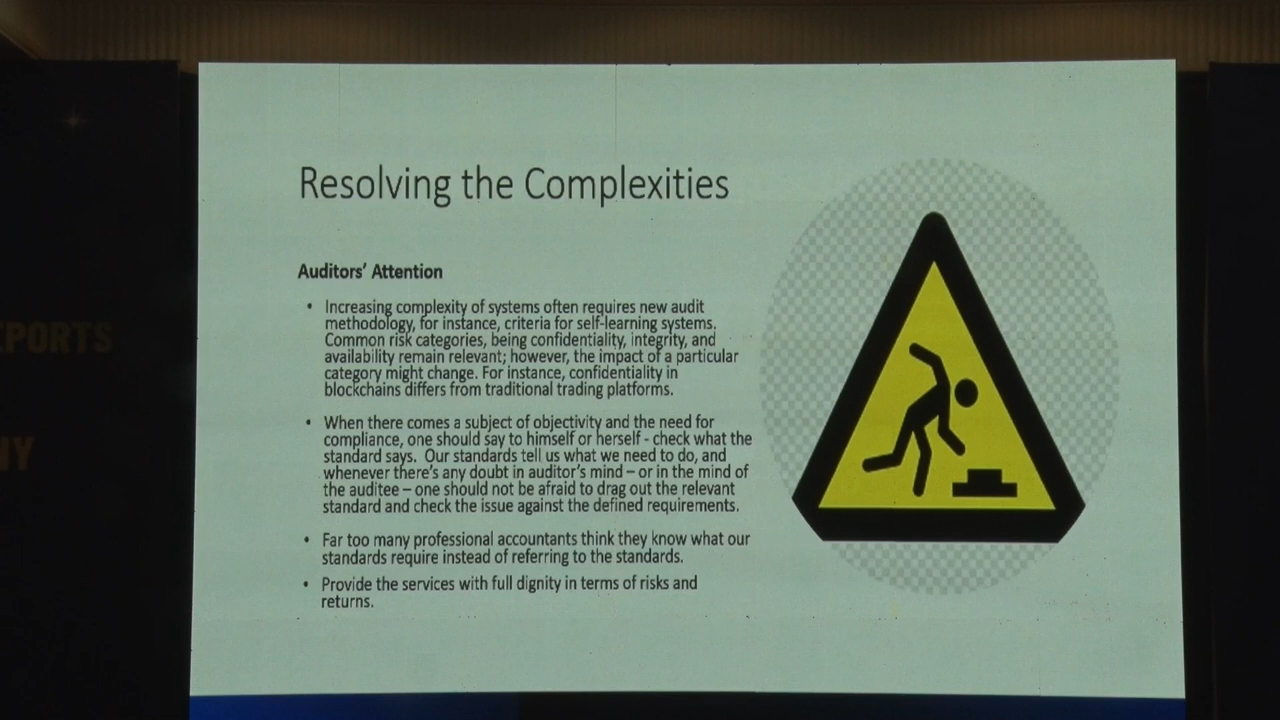 Resolving the Complexities
Auditors' Attention
• Increasing complexity of systems often requires new audit
methodology, for instance, criteria for self-learning systems.
Common risk categories, being confidentiality, integrity, and
availability remain relevant; however, the impact of a particular
category might change. For instance, confidentiality in
blockchains differs from traditional trading platforms.
• When there comes a subject of objectivity and the need for
compliance, one should say to himself or herself - check what the
standard says. Our standards tell us what we need to do, and
whenever there's any doubt in auditor's mind – or in the mind of
the auditee – one should not be afraid to drag out the relevant
standard and check the issue against the defined requirements.
• Far too many professional accountants think they know what our
standards require instead of referring to the standards.
• Provide the services with full dignity in terms of risks and
returns.
EPORTS
NY